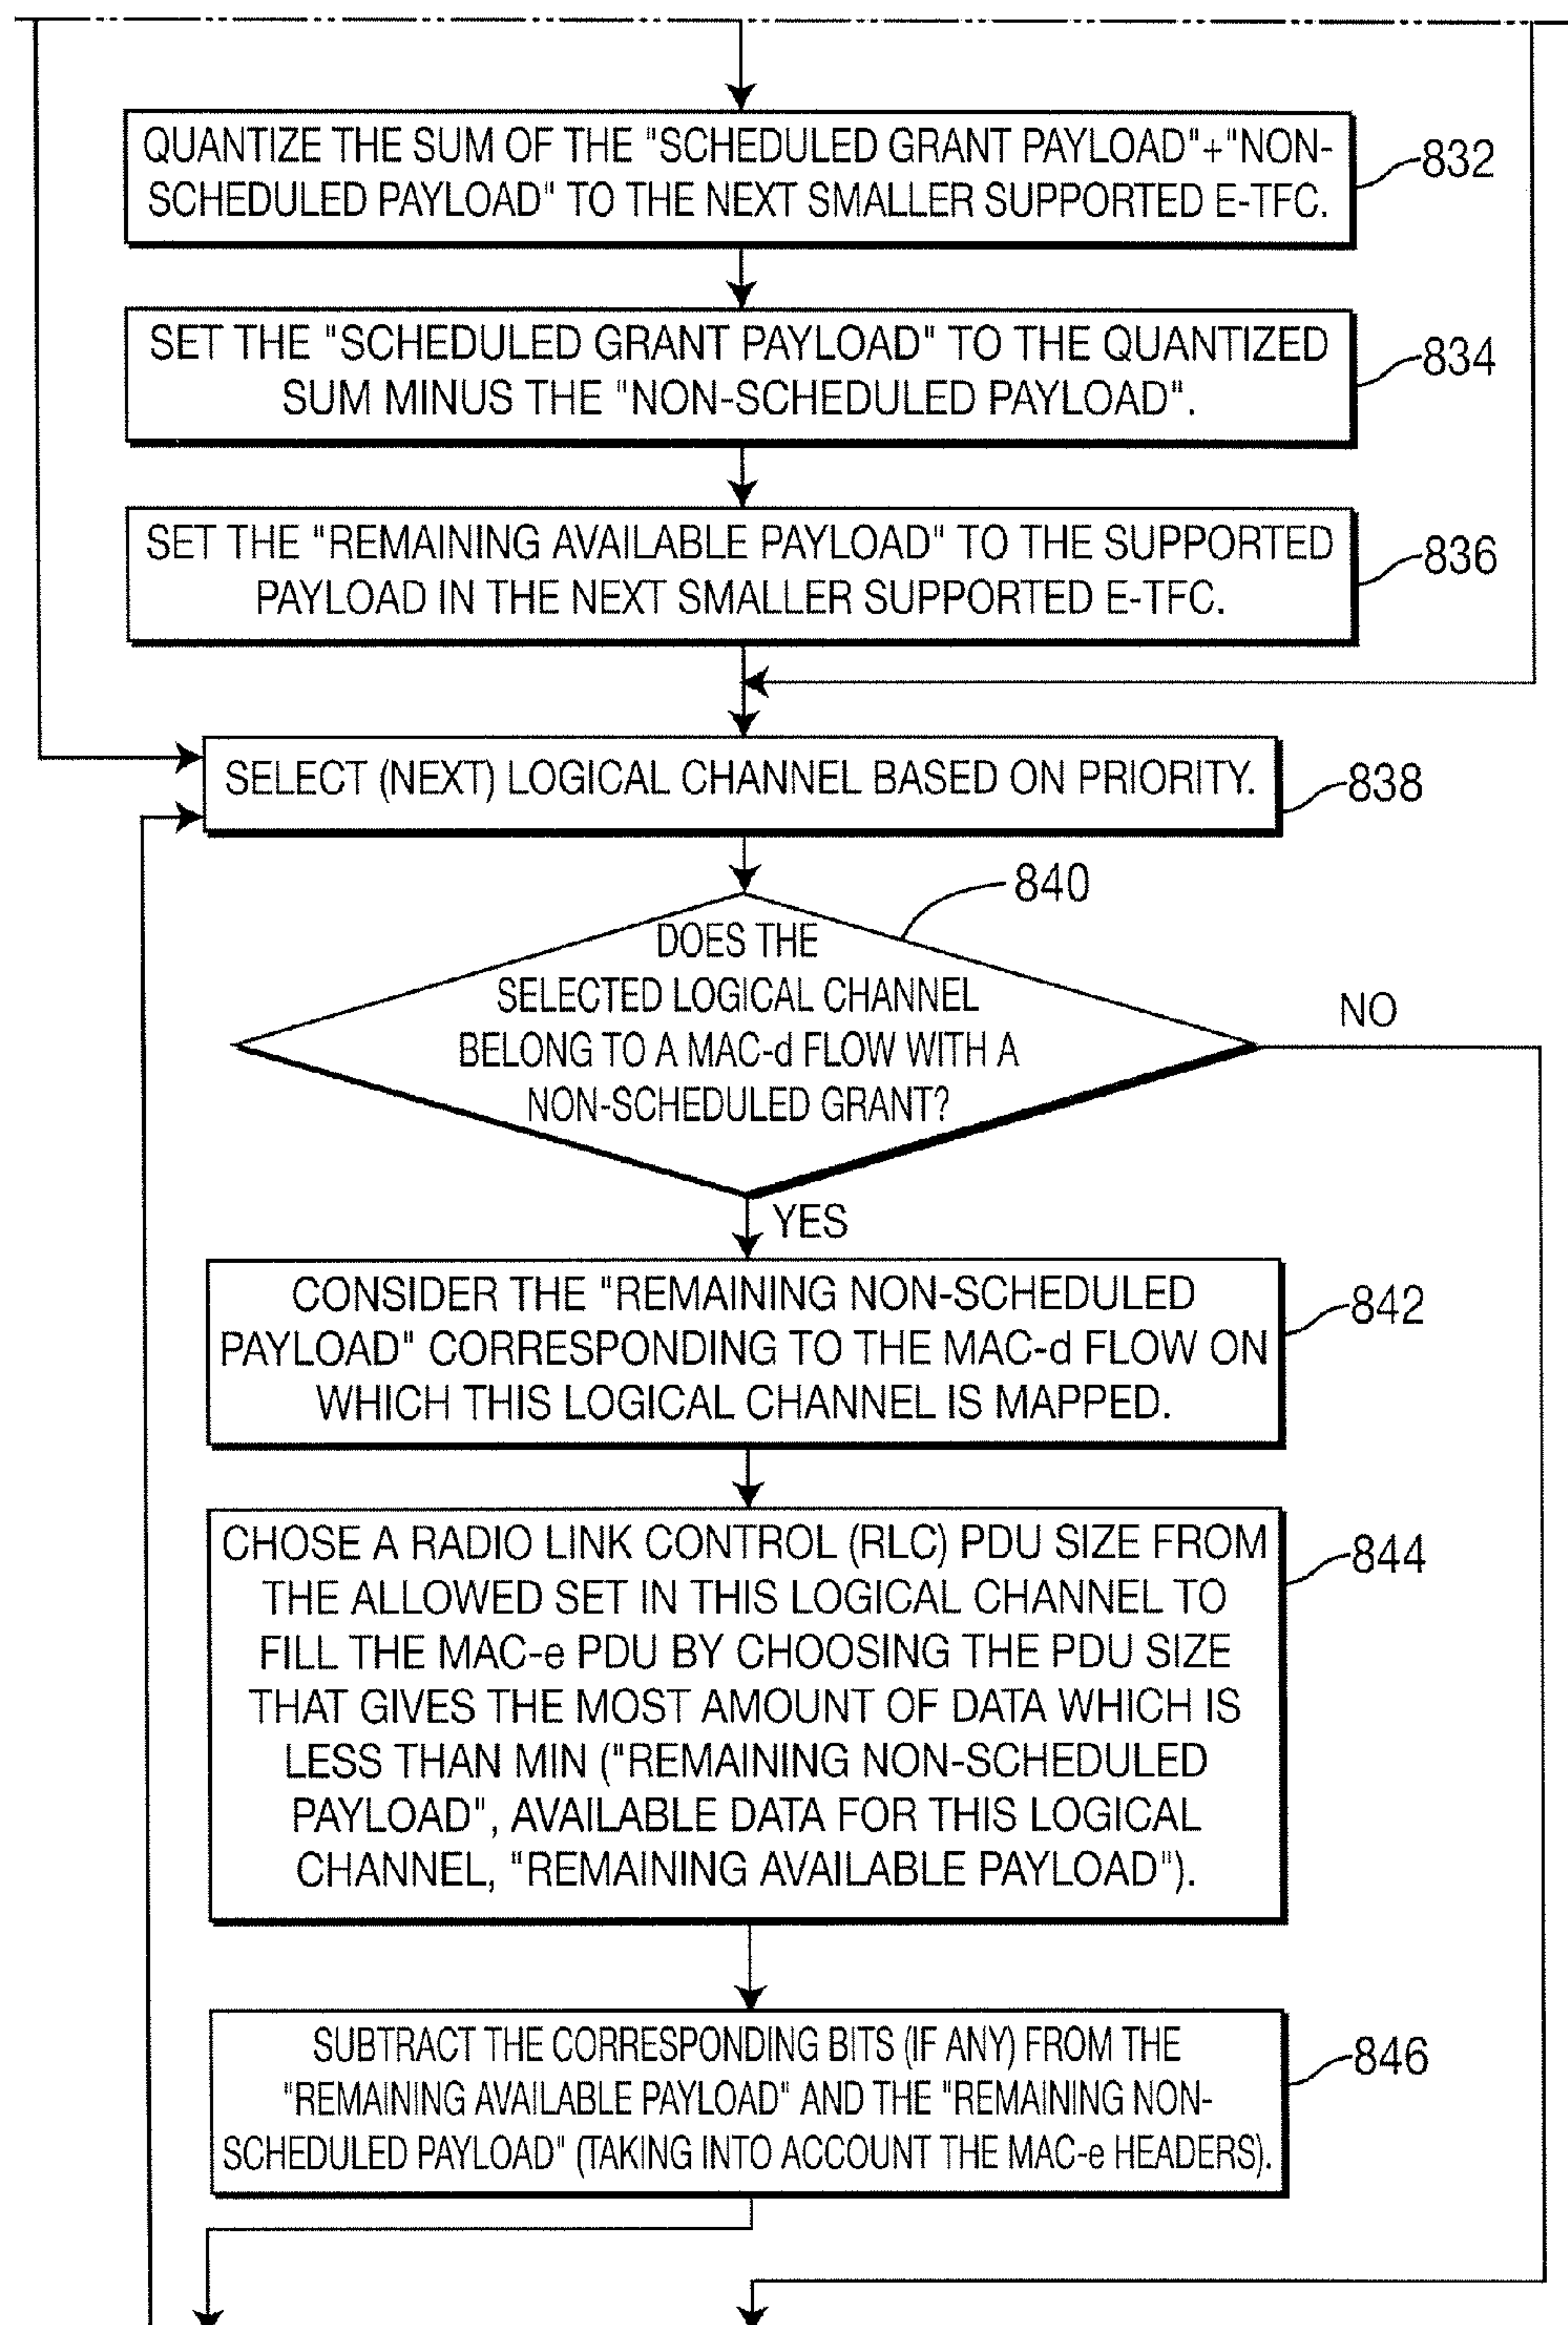 QUANTIZE THE SUM OF THE "SCHEDULED GRANT PAYLOAD"+"NON-
SCHEDULED PAYLOAD" TO THE NEXT SMALLER SUPPORTED E-TFC.
832
SET THE "SCHEDULED GRANT PAYLOAD" TO THE QUANTIZED
SUM MINUS THE "NON-SCHEDULED PAYLOAD".
834
SET THE "REMAINING AVAILABLE PAYLOAD" TO THE SUPPORTED
PAYLOAD IN THE NEXT SMALLER SUPPORTED E-TFC.
836
SELECT (NEXT) LOGICAL CHANNEL BASED ON PRIORITY.
838
840
DOES THE
SELECTED LOGICAL CHANNEL
BELONG TO A MAC-d FLOW WITH A
NON-SCHEDULED GRANT?
NO
YES
CONSIDER THE "REMAINING NON-SCHEDULED
PAYLOAD" CORRESPONDING TO THE MAC-d FLOW ON
WHICH THIS LOGICAL CHANNEL IS MAPPED.
842
CHOSE A RADIO LINK CONTROL (RLC) PDU SIZE FROM
THE ALLOWED SET IN THIS LOGICAL CHANNEL TO
FILL THE MAC-e PDU BY CHOOSING THE PDU SIZE
THAT GIVES THE MOST AMOUNT OF DATA WHICH IS
LESS THAN MIN ("REMAINING NON-SCHEDULED
PAYLOAD", AVAILABLE DATA FOR THIS LOGICAL
CHANNEL, "REMAINING AVAILABLE PAYLOAD").
844
SUBTRACT THE CORRESPONDING BITS (IF ANY) FROM THE
"REMAINING AVAILABLE PAYLOAD" AND THE "REMAINING NON-
SCHEDULED PAYLOAD" (TAKING INTO ACCOUNT THE MAC-e HEADERS).
846